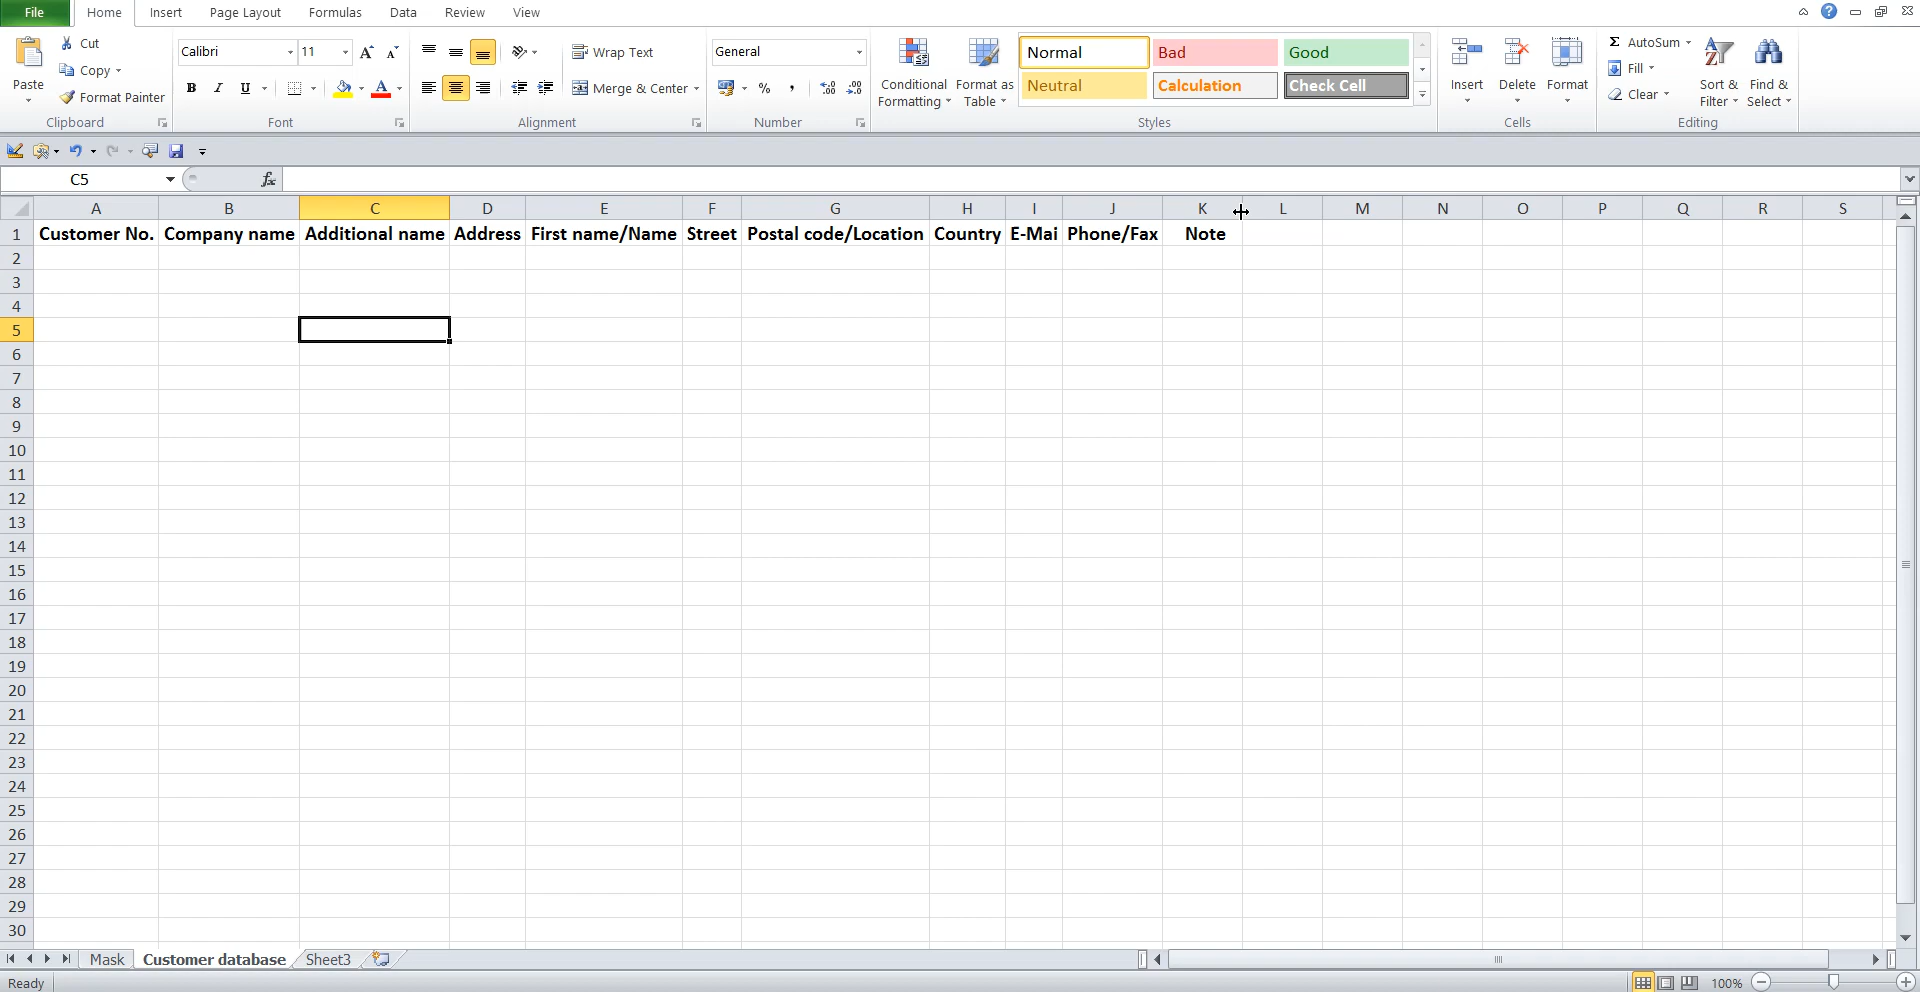 File Home Insert Page Layout Formulas Data Review View
Paste
Cut
Copy
Format Painter
Clipboard
Calibri 11 A A
B I U A
Font
Wrap Text
Merge & Center
Alignment
General
% ,
Number
Conditional Formatting
Format as Table
Normal Bad Good
Neutral Calculation Check Cell
Styles
Insert Delete Format
Cells
Σ AutoSum
Fill
Clear
Sort & Filter
Find & Select
Editing
C5 fx
A B C D E F G H I J K L M N O P Q R S
1 Customer No. Company name Additional name Address First name/Name Street Postal code/Location Country E-Mai Phone/Fax Note
2
3
4
5
6
7
8
9
10
11
12
13
14
15
16
17
18
19
20
21
22
23
24
25
26
27
28
29
30
Mask Customer database Sheet3
Ready 100%